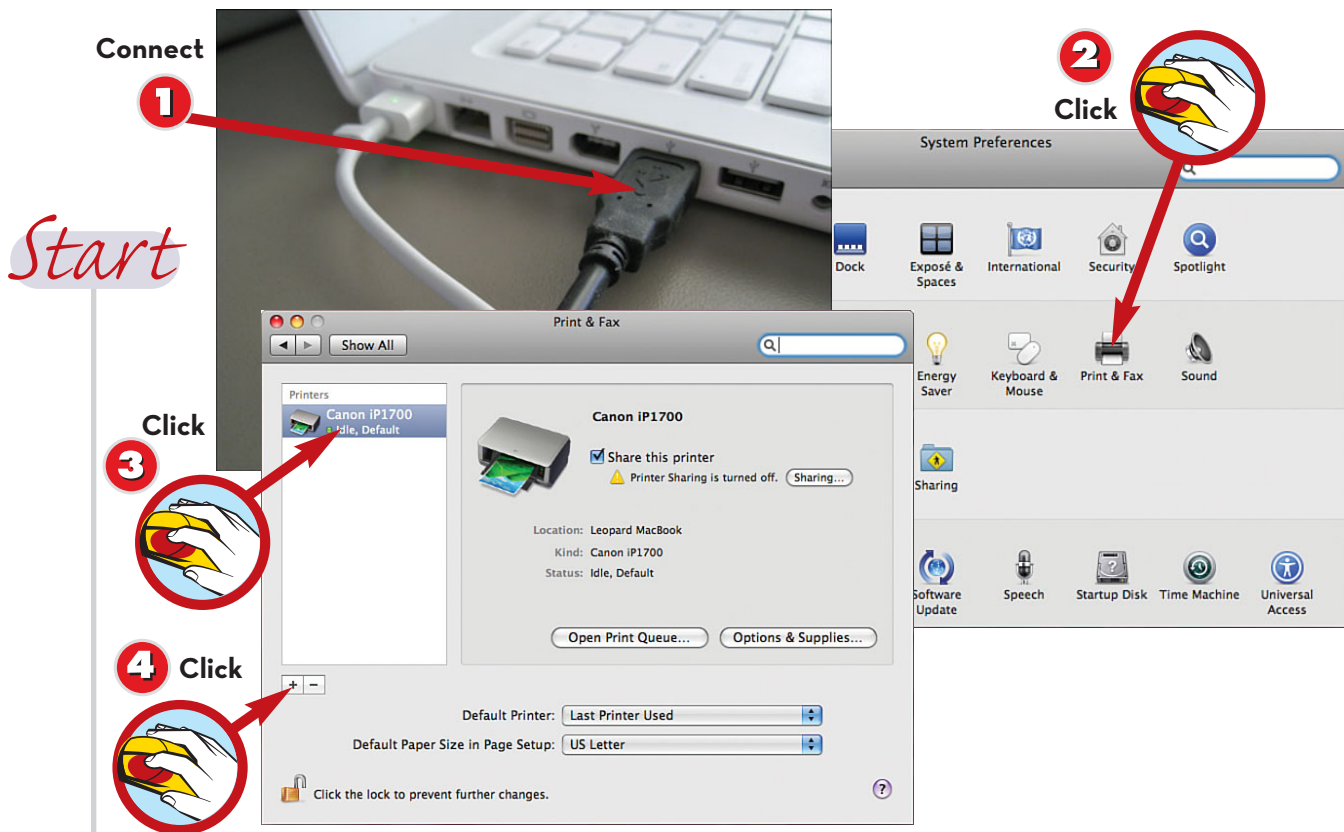 Connect
1
2
Click
System Preferences
Dock
Exposé &
Spaces
International
Security
Spotlight
Energy
Saver
Keyboard &
Mouse
Print & Fax
Sound
Sharing
Software
Update
Speech
Startup Disk
Time Machine
Universal
Access
Start
Print & Fax
Show All
Printers
Canon iP1700
Idle, Default
Canon iP1700
Share this printer
Printer Sharing is turned off.
Sharing...
Location: Leopard MacBook
Kind: Canon iP1700
Status: Idle, Default
Open Print Queue...
Options & Supplies...
Click
3
4
Click
+ −
Default Printer: Last Printer Used
Default Paper Size in Page Setup: US Letter
Click the lock to prevent further changes.
?